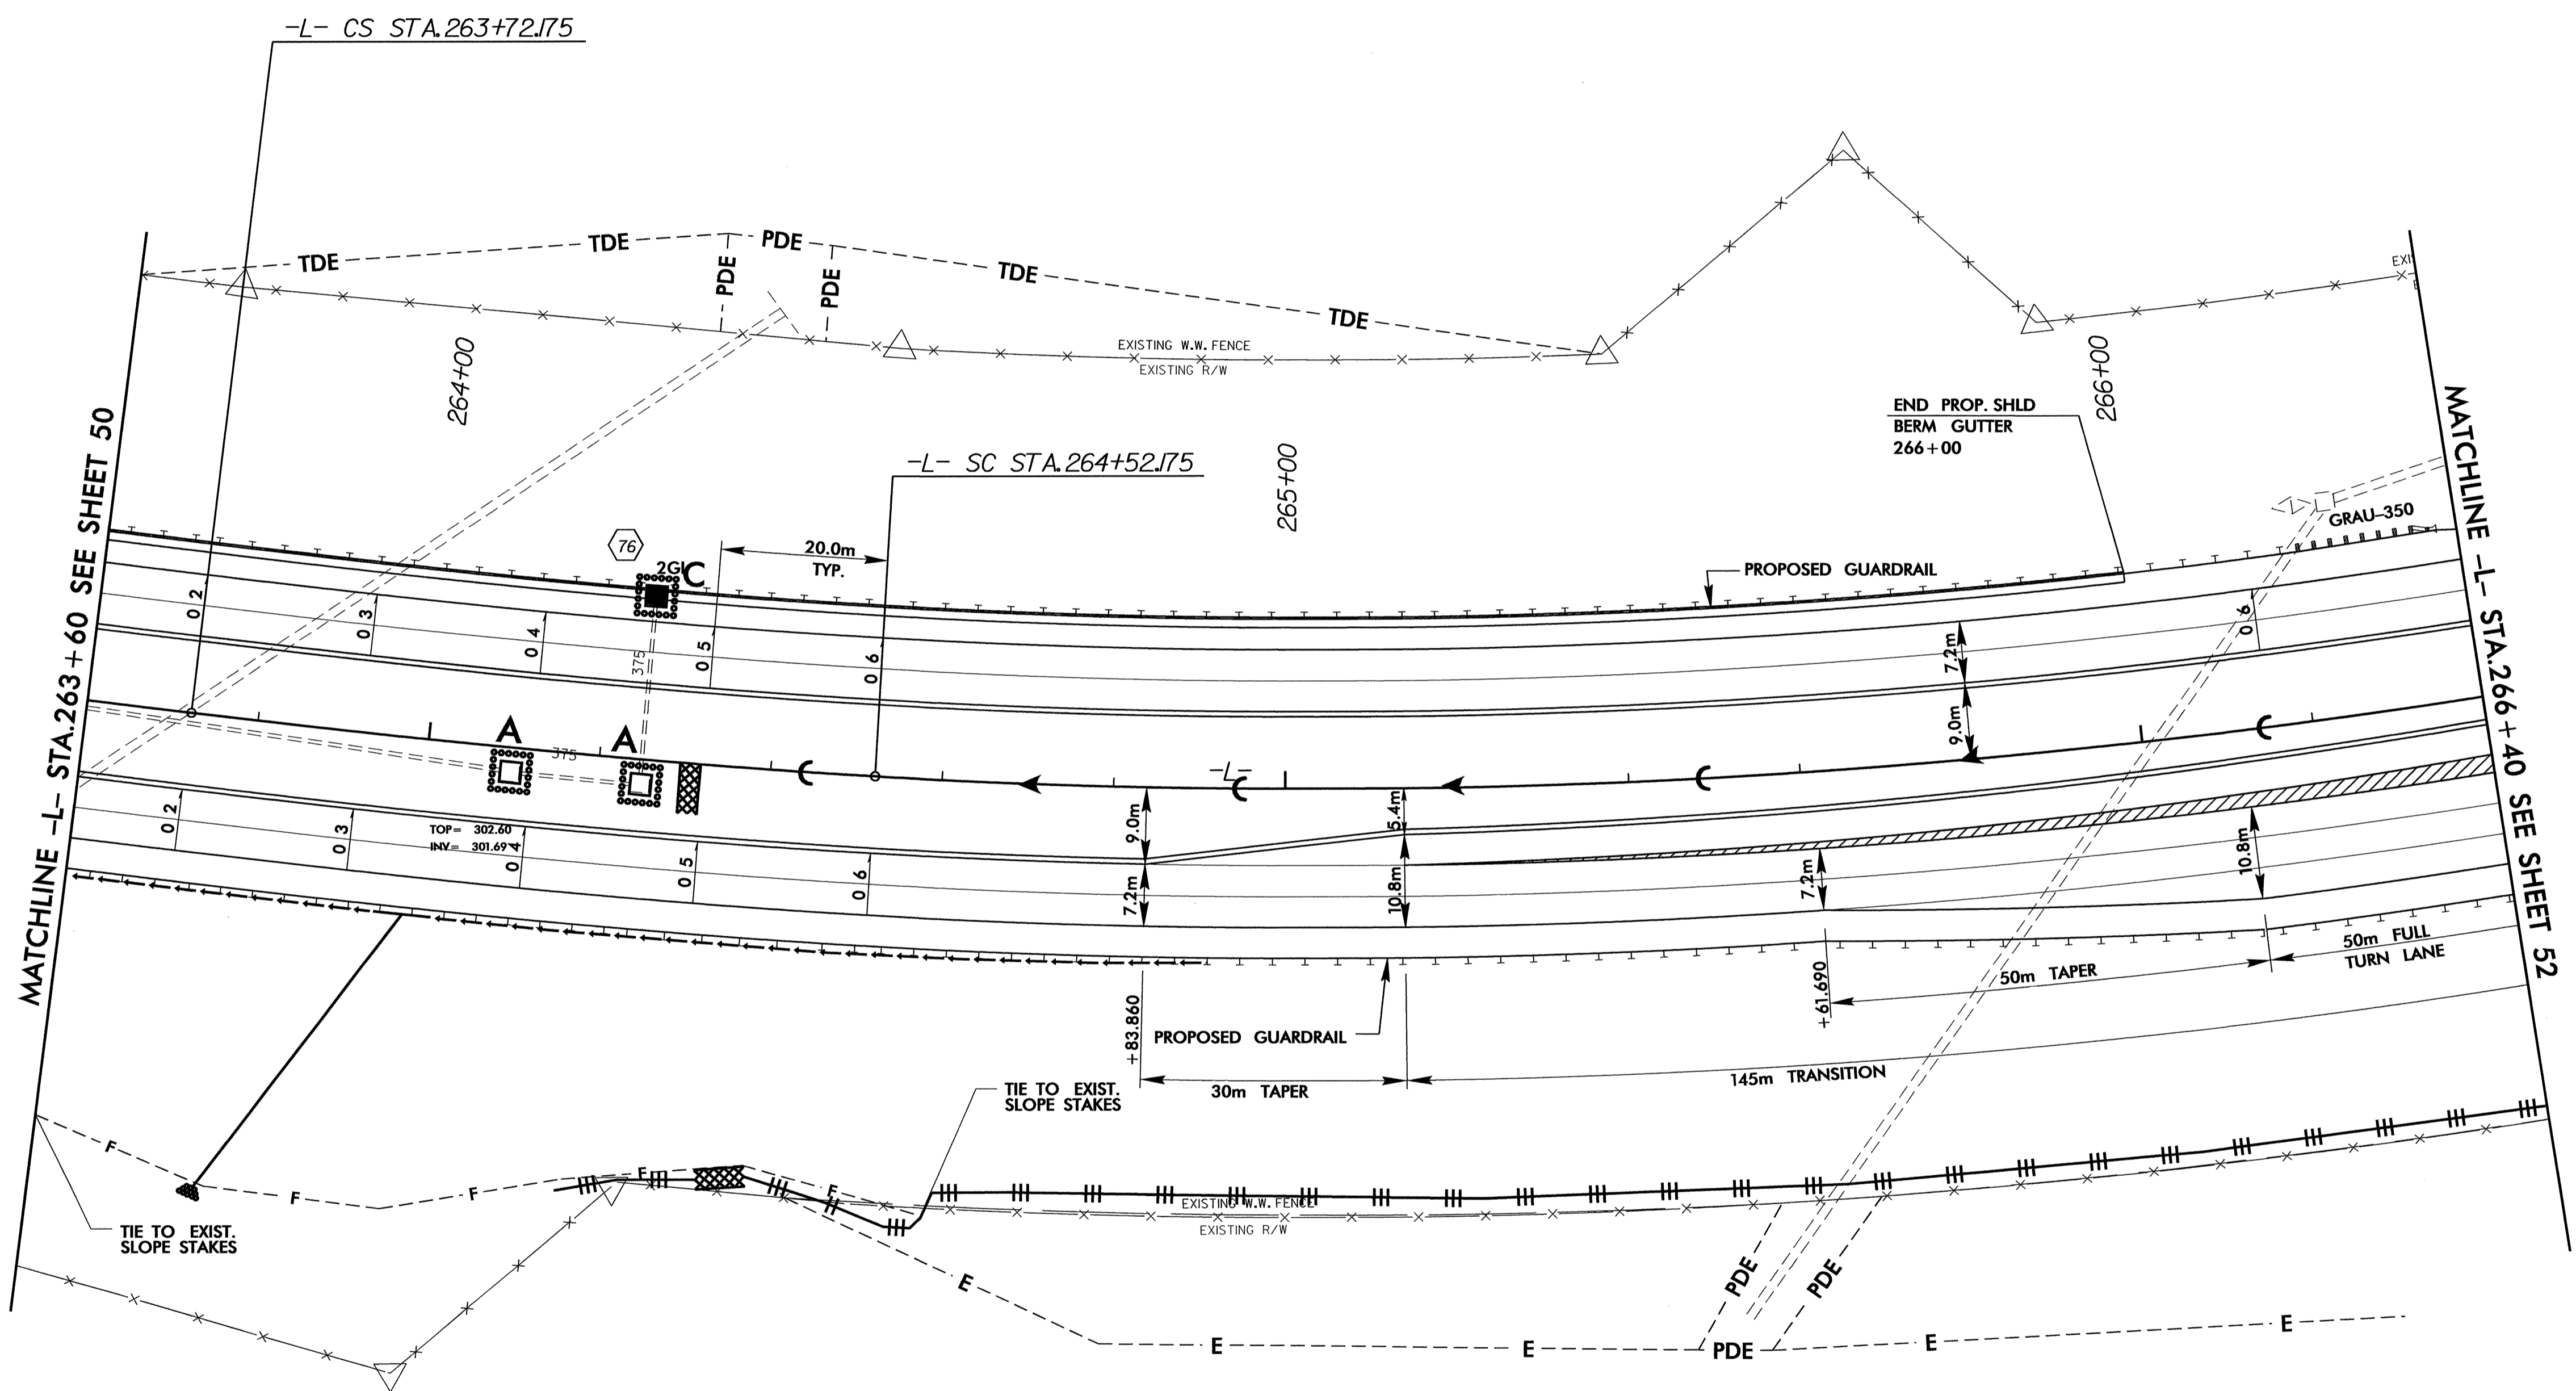 -L- CS STA. 263+72.175
TDE
TDE
PDE
TDE
TDE
PDE
PDE
EXISTING W.W. FENCE
EXISTING R/W
264+00
265+00
266+00
END PROP. SHLD
BERM GUTTER
266+00
-L- SC STA. 264+52.175
MATCHLINE -L- STA. 263+60 SEE SHEET 50
MATCHLINE -L- STA. 266+40 SEE SHEET 52
GRAU-350
76
2GI
C
20.0m
TYP.
PROPOSED GUARDRAIL
0 2
0 3
0 4
0 5
0 6
0 6
375
7.2m
9.0m
A
A
375
C
-L-
C
C
C
9.0m
5.4m
0 2
0 3
TOP= 302.60
INV= 301.69
0 4
0 5
0 6
7.2m
10.8m
7.2m
10.8m
50m FULL
TURN LANE
50m TAPER
+61.690
+83.860
PROPOSED GUARDRAIL
30m TAPER
145m TRANSITION
TIE TO EXIST.
SLOPE STAKES
F
F
F
F
F
EXISTING W.W. FENCE
EXISTING R/W
TIE TO EXIST.
SLOPE STAKES
E
PDE
PDE
E
E
PDE
E
E